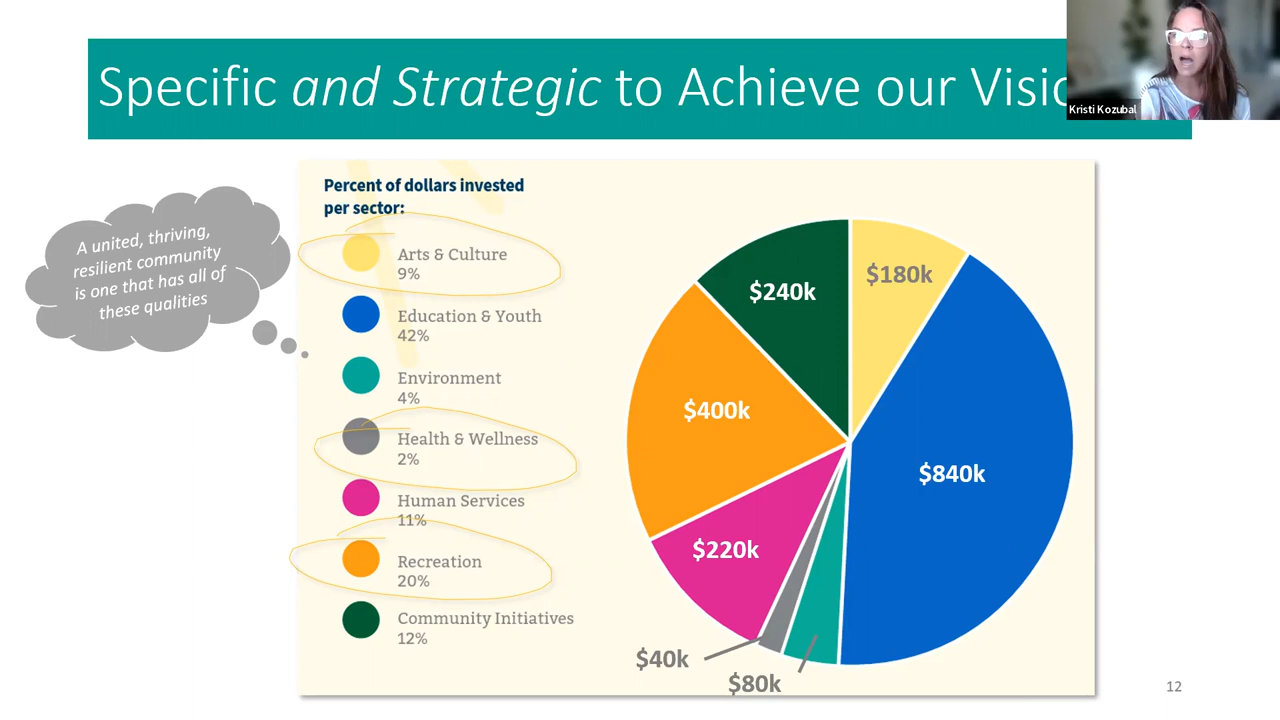 Specific and Strategic to Achieve our Visio
Kristi Kozubal
A united, thriving,
resilient community
is one that has all of
these qualities
Percent of dollars invested
per sector:
Arts & Culture
9%
Education & Youth
42%
Environment
4%
Health & Wellness
2%
Human Services
11%
Recreation
20%
Community Initiatives
12%
$240k
$180k
$400k
$840k
$220k
$40k
$80k
12